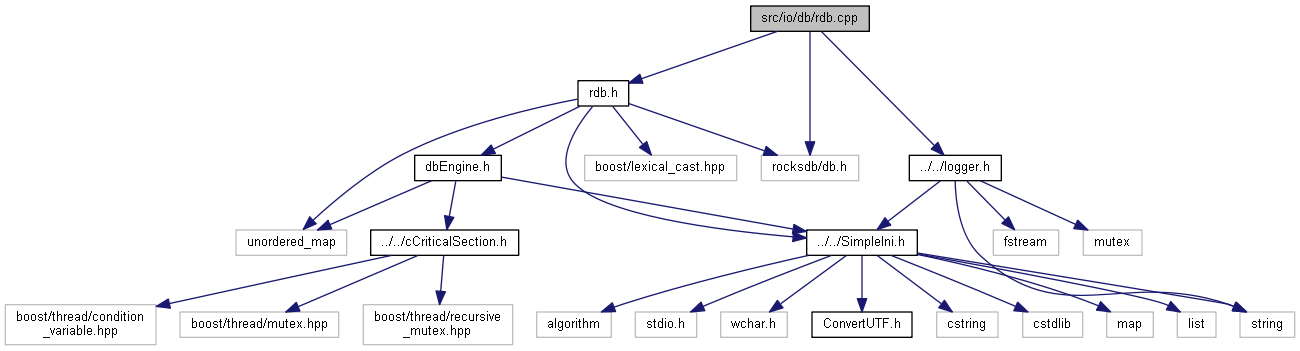 src/io/db/rdb.cpp
rdb.h
dbEngine.h
boost/lexical_cast.hpp
rocksdb/db.h
../../logger.h
unordered_map
../../cCriticalSection.h
../../SimpleIni.h
fstream
mutex
boost/thread/condition
_variable.hpp
boost/thread/mutex.hpp
boost/thread/recursive
_mutex.hpp
algorithm
stdio.h
wchar.h
ConvertUTF.h
cstring
cstdlib
map
list
string